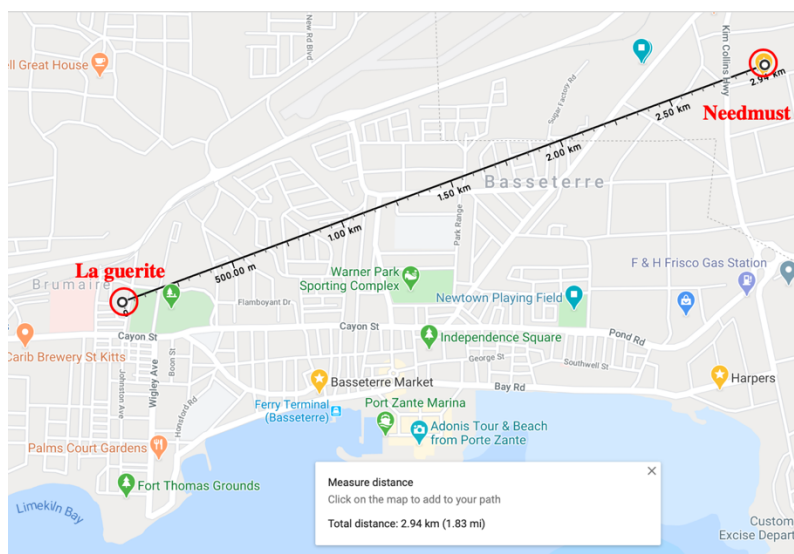 New Rd Blvd
ell Great House
Kim Collins Hwy
2.94 km
Needmust
Sugar Factory Rd
2.50 km
2.00 km
Basseterre
1.50 km
Park Range
1.00 km
500.00 m
La guerite
Brumaire
0
Warner Park
Sporting Complex
F & H Frisco Gas Station
Newtown Playing Field
Flamboyant Dr
Cayon St
Cayon St
Independence Square
Pond Rd
Carib Brewery St Kitts
George St
Southwell St
Boon St
Johnston Ave
Wigley Ave
Basseterre Market
Bay Rd
Harpers
Honsford Rd
Ferry Terminal
(Basseterre)
Port Zante Marina
Adonis Tour & Beach
from Porte Zante
Palms Court Gardens
Fort Thomas Grounds
Limekiln Bay
Measure distance
Click on the map to add to your path
Total distance: 2.94 km (1.83 mi)
Custom
Excise Depart